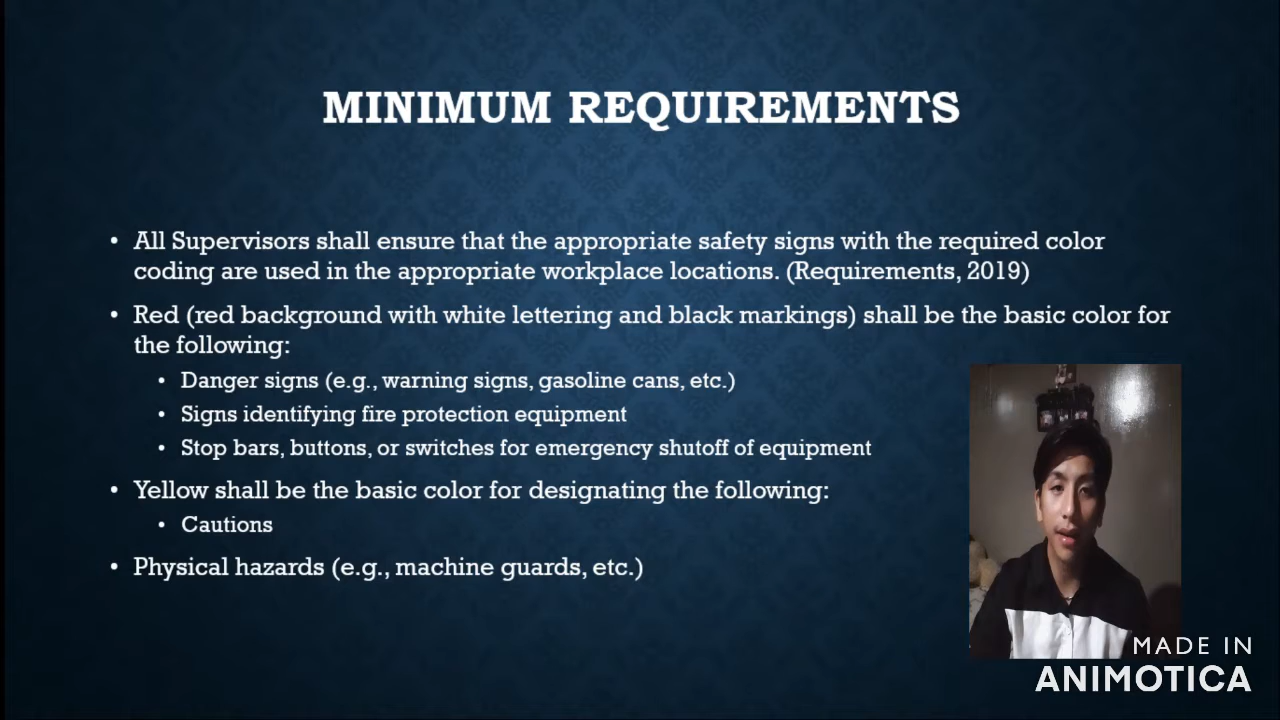 MINIMUM REQUIREMENTS
• All Supervisors shall ensure that the appropriate safety signs with the required color
coding are used in the appropriate workplace locations. (Requirements, 2019)
• Red (red background with white lettering and black markings) shall be the basic color for
the following:
• Danger signs (e.g., warning signs, gasoline cans, etc.)
• Signs identifying fire protection equipment
• Stop bars, buttons, or switches for emergency shutoff of equipment
• Yellow shall be the basic color for designating the following:
• Cautions
• Physical hazards (e.g., machine guards, etc.)
MADE IN
ANIMOTICA